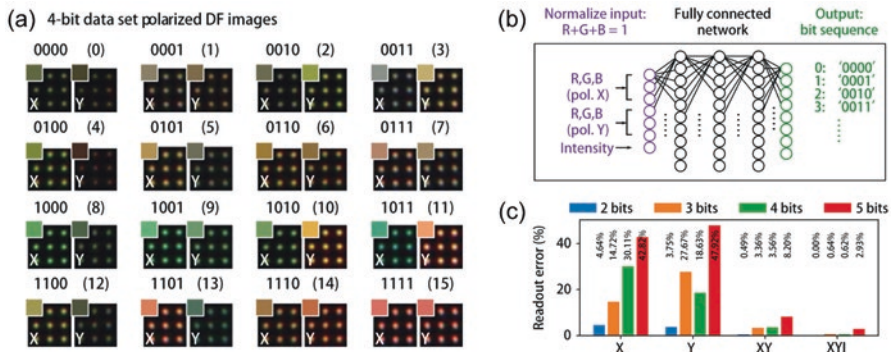 (a) 4-bit data set polarized DF images
0000 (0) 0001 (1) 0010 (2) 0011 (3)
X Y X Y
0100 (4) 0101 (5) 0110 (6) 0111 (7)
X Y X Y
1000 (8) 1001 (9) 1010 (10) 1011 (11)
X Y X Y
1100 (12) 1101 (13) 1110 (14) 1111 (15)
X Y X Y
(b) Normalize input: Fully connected Output:
R+G+B = 1 network bit sequence
R,G,B
(pol. X)
R,G,B
(pol. Y)
Intensity
0: '0000'
1: '0001'
2: '0010'
3: '0011'
(c) 2 bits 3 bits 4 bits 5 bits
Readout error (%)
40
20
0
4.64% 14.72% 30.11% 42.82% 3.75% 27.67% 18.63% 47.92% 0.49% 3.36% 3.56% 8.20% 0.00% 0.64% 0.62% 2.93%
X Y XY XYI